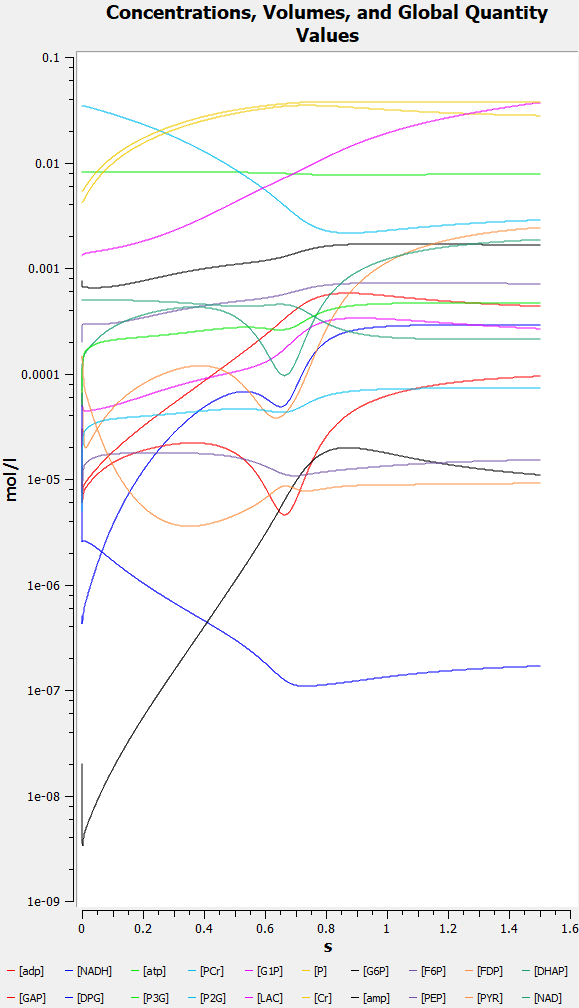 Concentrations, Volumes, and Global Quantity
Values
0.1
0.01
0.001
0.0001
1e-05
1e-06
1e-07
1e-08
1e-09
mol/l
0 0.2 0.4 0.6 0.8 1 1.2 1.4 1.6
s
[adp] [NADH] [atp] [PCr] [G1P] [P] [G6P] [F6P] [FDP] [DHAP]
[GAP] [DPG] [P3G] [P2G] [LAC] [Cr] [amp] [PEP] [PYR] [NAD]